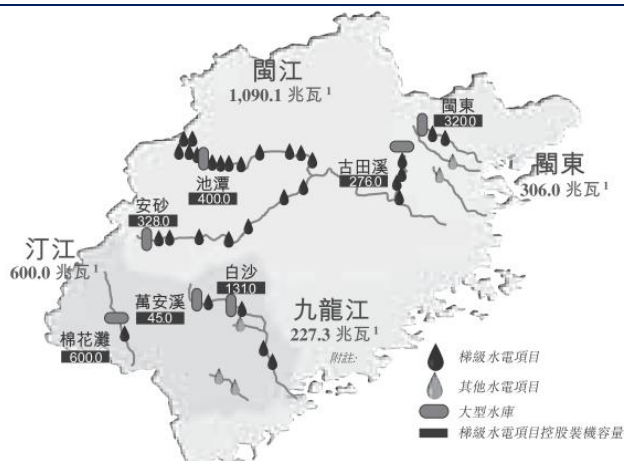 閩江
1,090.1 兆瓦1
閩東
320.0
池潭
400.0
古田溪
276.0
閩東
306.0 兆瓦1
安砂
328.0
汀江
600.0 兆瓦1
白沙
131.0
萬安溪
45.0
九龍江
227.3 兆瓦1
棉花灘
600.0
附註:
梯級水電項目
其他水電項目
大型水庫
梯級水電項目控股裝機容量